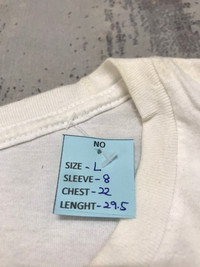 NO
SIZE - L
SLEEVE - 8
CHEST - 22
LENGHT - 29.5